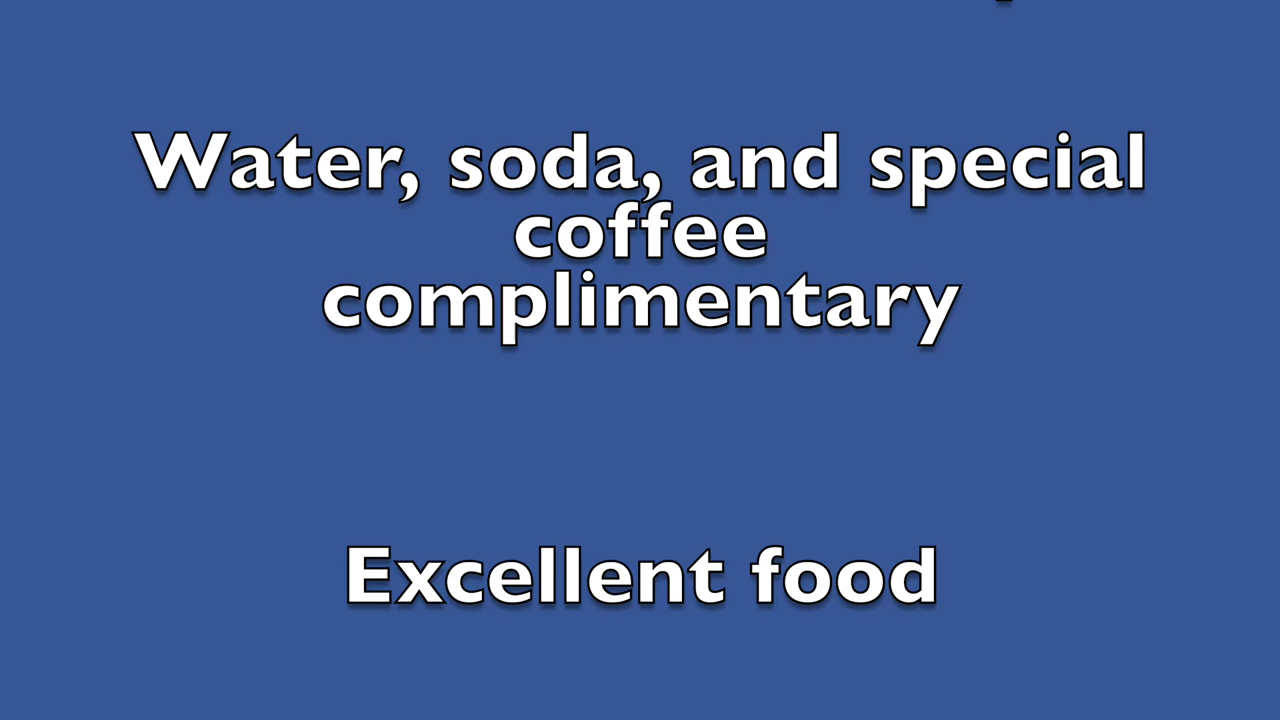 Water, soda, and special
coffee
complimentary
Excellent food